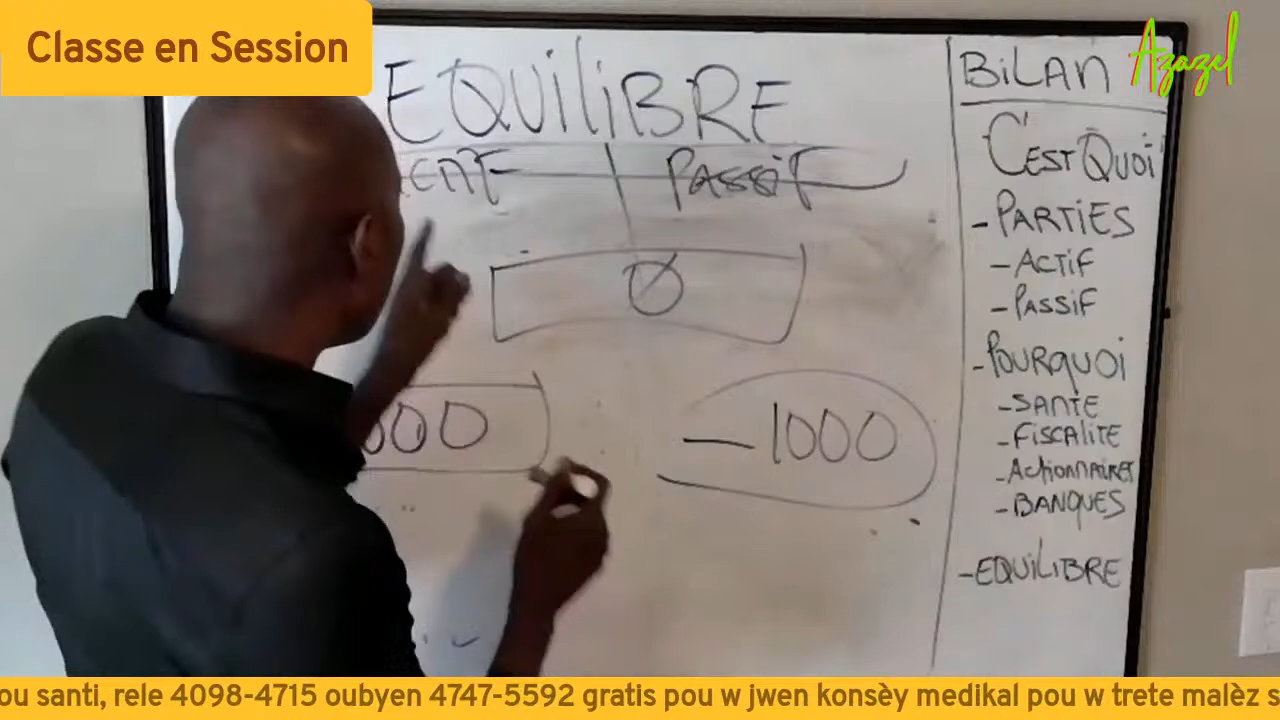 Classe en Session
Azazel
EQUiLiBRE
PASSiF
Ø
000
- 1000
BiLAN
C'EST QUOi
- PARTiES
- ACTiF
- PASSiF
- POURQUOi
- SANTE
- FiSCALiTE
- ActiONNAiRES
- BANQUES
- EQUiLiBRE
ou santi, rele 4098-4715 oubyen 4747-5592 gratis pou w jwen konsèy medikal pou w trete malèz s